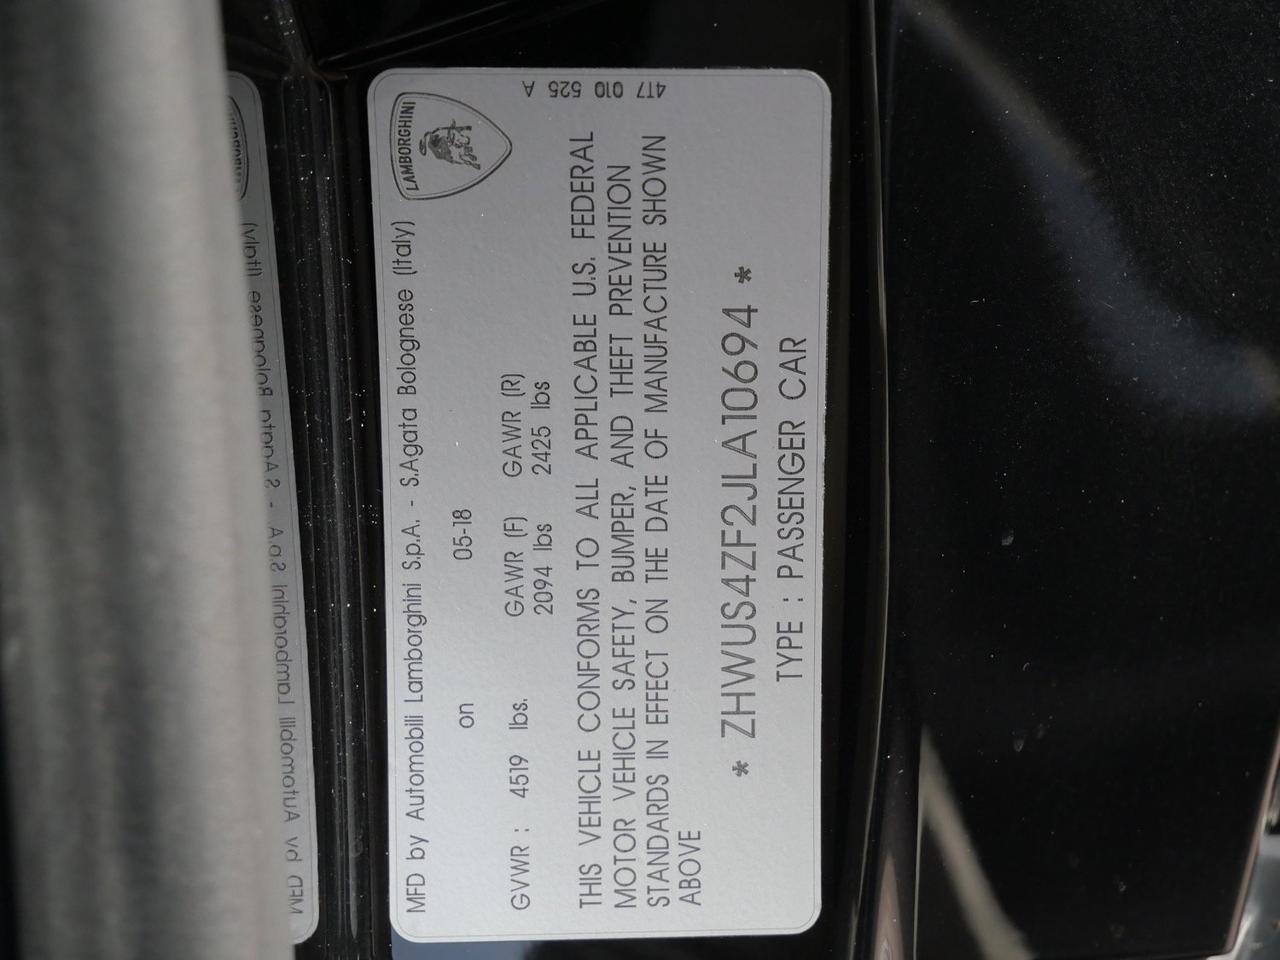 MFD by Automobili Lamborghini S.p.A. - S.Agata Bolognese (Italy)
LAMBORGHINI
on 05-18
GVWR : 4519 lbs. GAWR (F) GAWR (R)
2094 lbs 2425 lbs
THIS VEHICLE CONFORMS TO ALL APPLICABLE U.S. FEDERAL
MOTOR VEHICLE SAFETY, BUMPER, AND THEFT PREVENTION
STANDARDS IN EFFECT ON THE DATE OF MANUFACTURE SHOWN
ABOVE
* ZHWUS4ZF2JLA10694 *
TYPE : PASSENGER CAR
4T7 010 525 A
MFD by Automobili Lamborghini S.p.A. - S.Agata Bolognese (Italy)
LAMBORGHINI